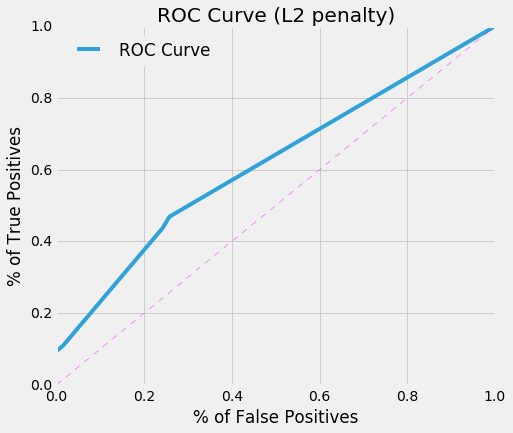 ROC Curve (L2 penalty)
ROC Curve
% of True Positives
1.0
0.8
0.6
0.4
0.2
0.0
0.0 0.2 0.4 0.6 0.8 1.0
% of False Positives